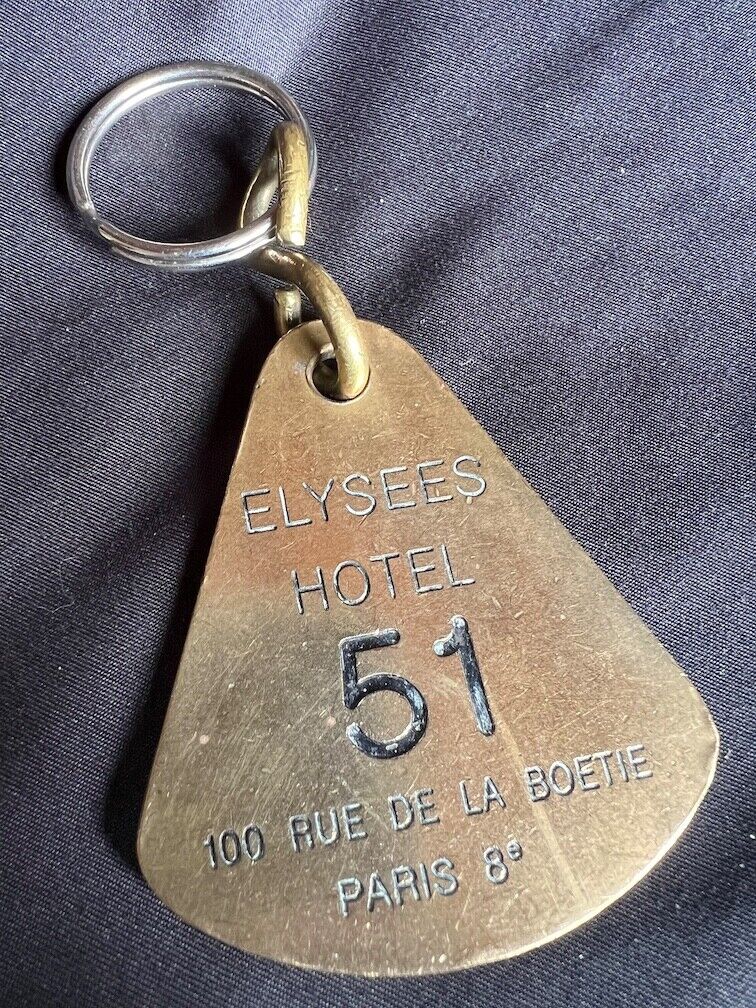 ELYSEES
HOTEL
51
100 RUE DE LA BOETIE
PARIS 8e